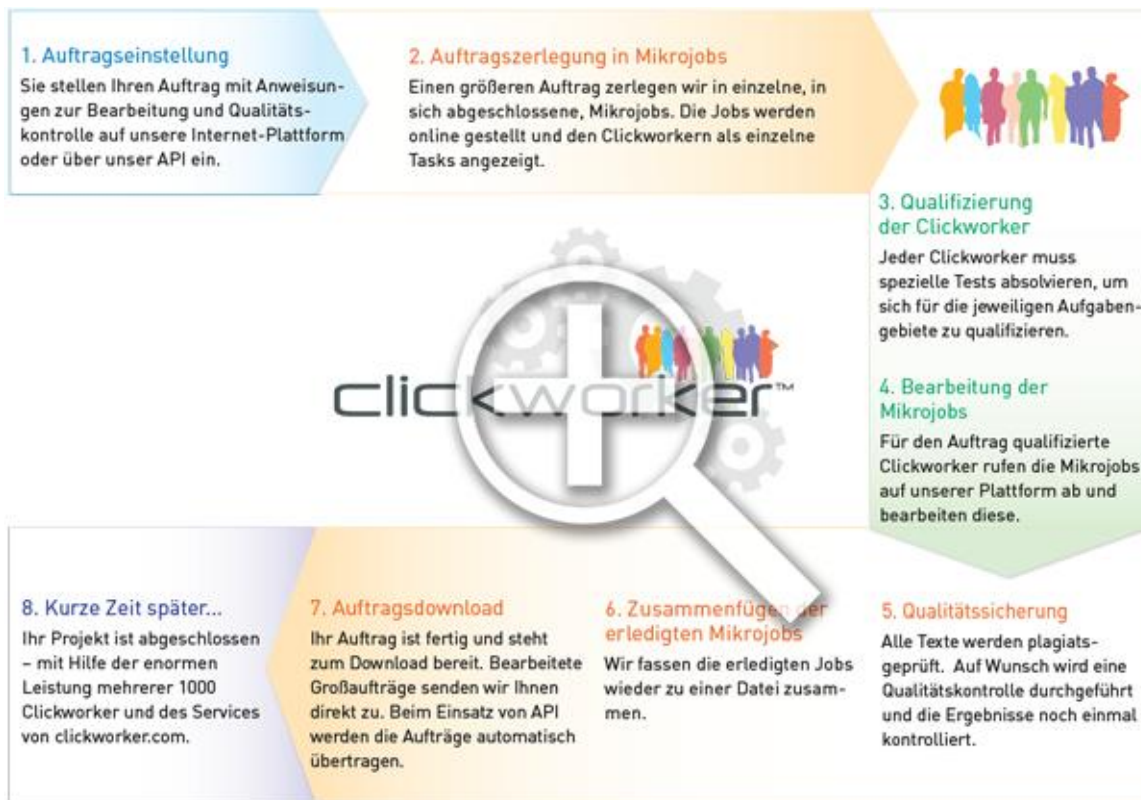 1. Auftragseinstellung
Sie stellen Ihren Auftrag mit Anweisun-
gen zur Bearbeitung und Qualitäts-
kontrolle auf unsere Internet-Plattform
oder über unser API ein.
2. Auftragszerlegung in Mikrojobs
Einen größeren Auftrag zerlegen wir in einzelne, in
sich abgeschlossene, Mikrojobs. Die Jobs werden
online gestellt und den Clickworkern als einzelne
Tasks angezeigt.
3. Qualifizierung
der Clickworker
Jeder Clickworker muss
spezielle Tests absolvieren, um
sich für die jeweiligen Aufgaben-
gebiete zu qualifizieren.
clickworker™
4. Bearbeitung der
Mikrojobs
Für den Auftrag qualifizierte
Clickworker rufen die Mikrojobs
auf unserer Plattform ab und
bearbeiten diese.
5. Qualitätssicherung
Alle Texte werden plagiats-
geprüft. Auf Wunsch wird eine
Qualitätskontrolle durchgeführt
und die Ergebnisse noch einmal
kontrolliert.
6. Zusammenfügen der
erledigten Mikrojobs
Wir fassen die erledigten Jobs
wieder zu einer Datei zusam-
men.
7. Auftragsdownload
Ihr Auftrag ist fertig und steht
zum Download bereit. Bearbeitete
Großaufträge senden wir Ihnen
direkt zu. Beim Einsatz von API
werden die Aufträge automatisch
übertragen.
8. Kurze Zeit später...
Ihr Projekt ist abgeschlossen
– mit Hilfe der enormen
Leistung mehrerer 1000
Clickworker und des Services
von clickworker.com.